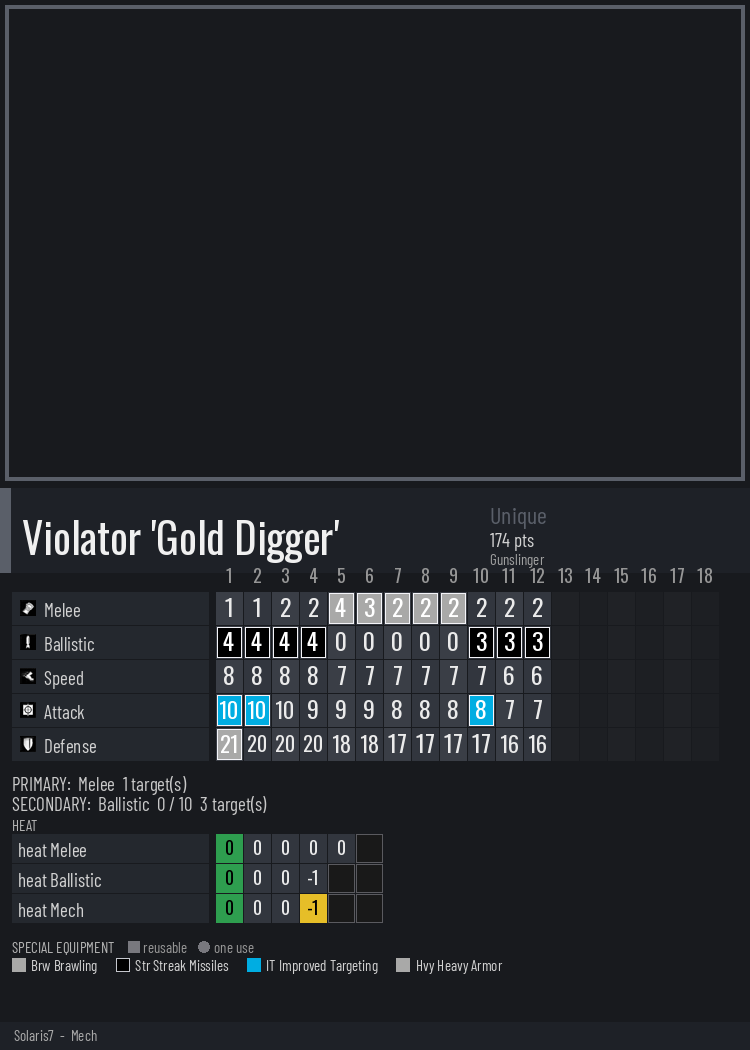 Violator 'Gold Digger'
Unique
174 pts
Gunslinger
1 2 3 4 5 6 7 8 9 10 11 12 13 14 15 16 17 18
Melee 1 1 2 2 4 3 2 2 2 2 2 2
Ballistic 4 4 4 4 0 0 0 0 0 3 3 3
Speed 8 8 8 8 7 7 7 7 7 7 6 6
Attack 10 10 10 9 9 9 8 8 8 8 7 7
Defense 21 20 20 20 18 18 17 17 17 17 16 16
PRIMARY: Melee 1 target(s)
SECONDARY: Ballistic 0 / 10 3 target(s)
HEAT
heat Melee 0 0 0 0 0
heat Ballistic 0 0 0 -1
heat Mech 0 0 0 -1
SPECIAL EQUIPMENT reusable one use
Brw Brawling Str Streak Missiles IT Improved Targeting Hvy Heavy Armor
Solaris7 - Mech